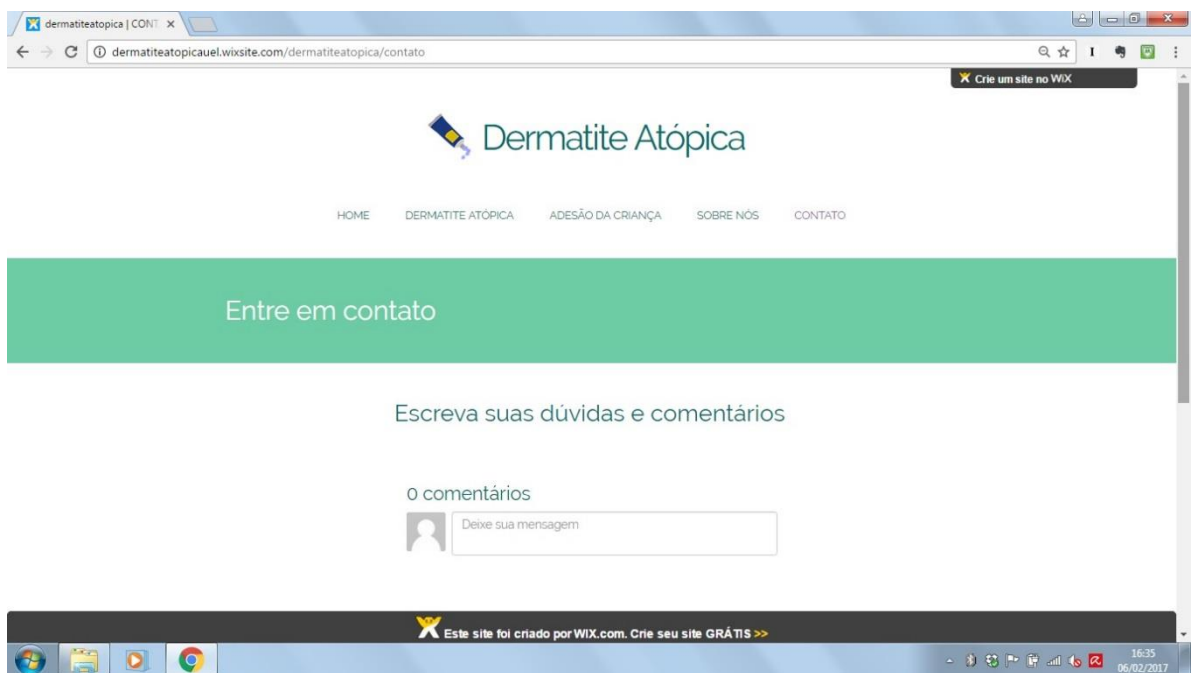 dermatiteatopica | CONT
dermatiteatopicauel.wixsite.com/dermatiteatopica/contato
Crie um site no WiX
Dermatite Atópica
HOME DERMATITE ATÓPICA ADESÃO DA CRIANÇA SOBRE NÓS CONTATO
Entre em contato
Escreva suas dúvidas e comentários
0 comentários
Deixe sua mensagem
Este site foi criado por WIX.com. Crie seu site GRÁTIS >>
16:35
06/02/2017